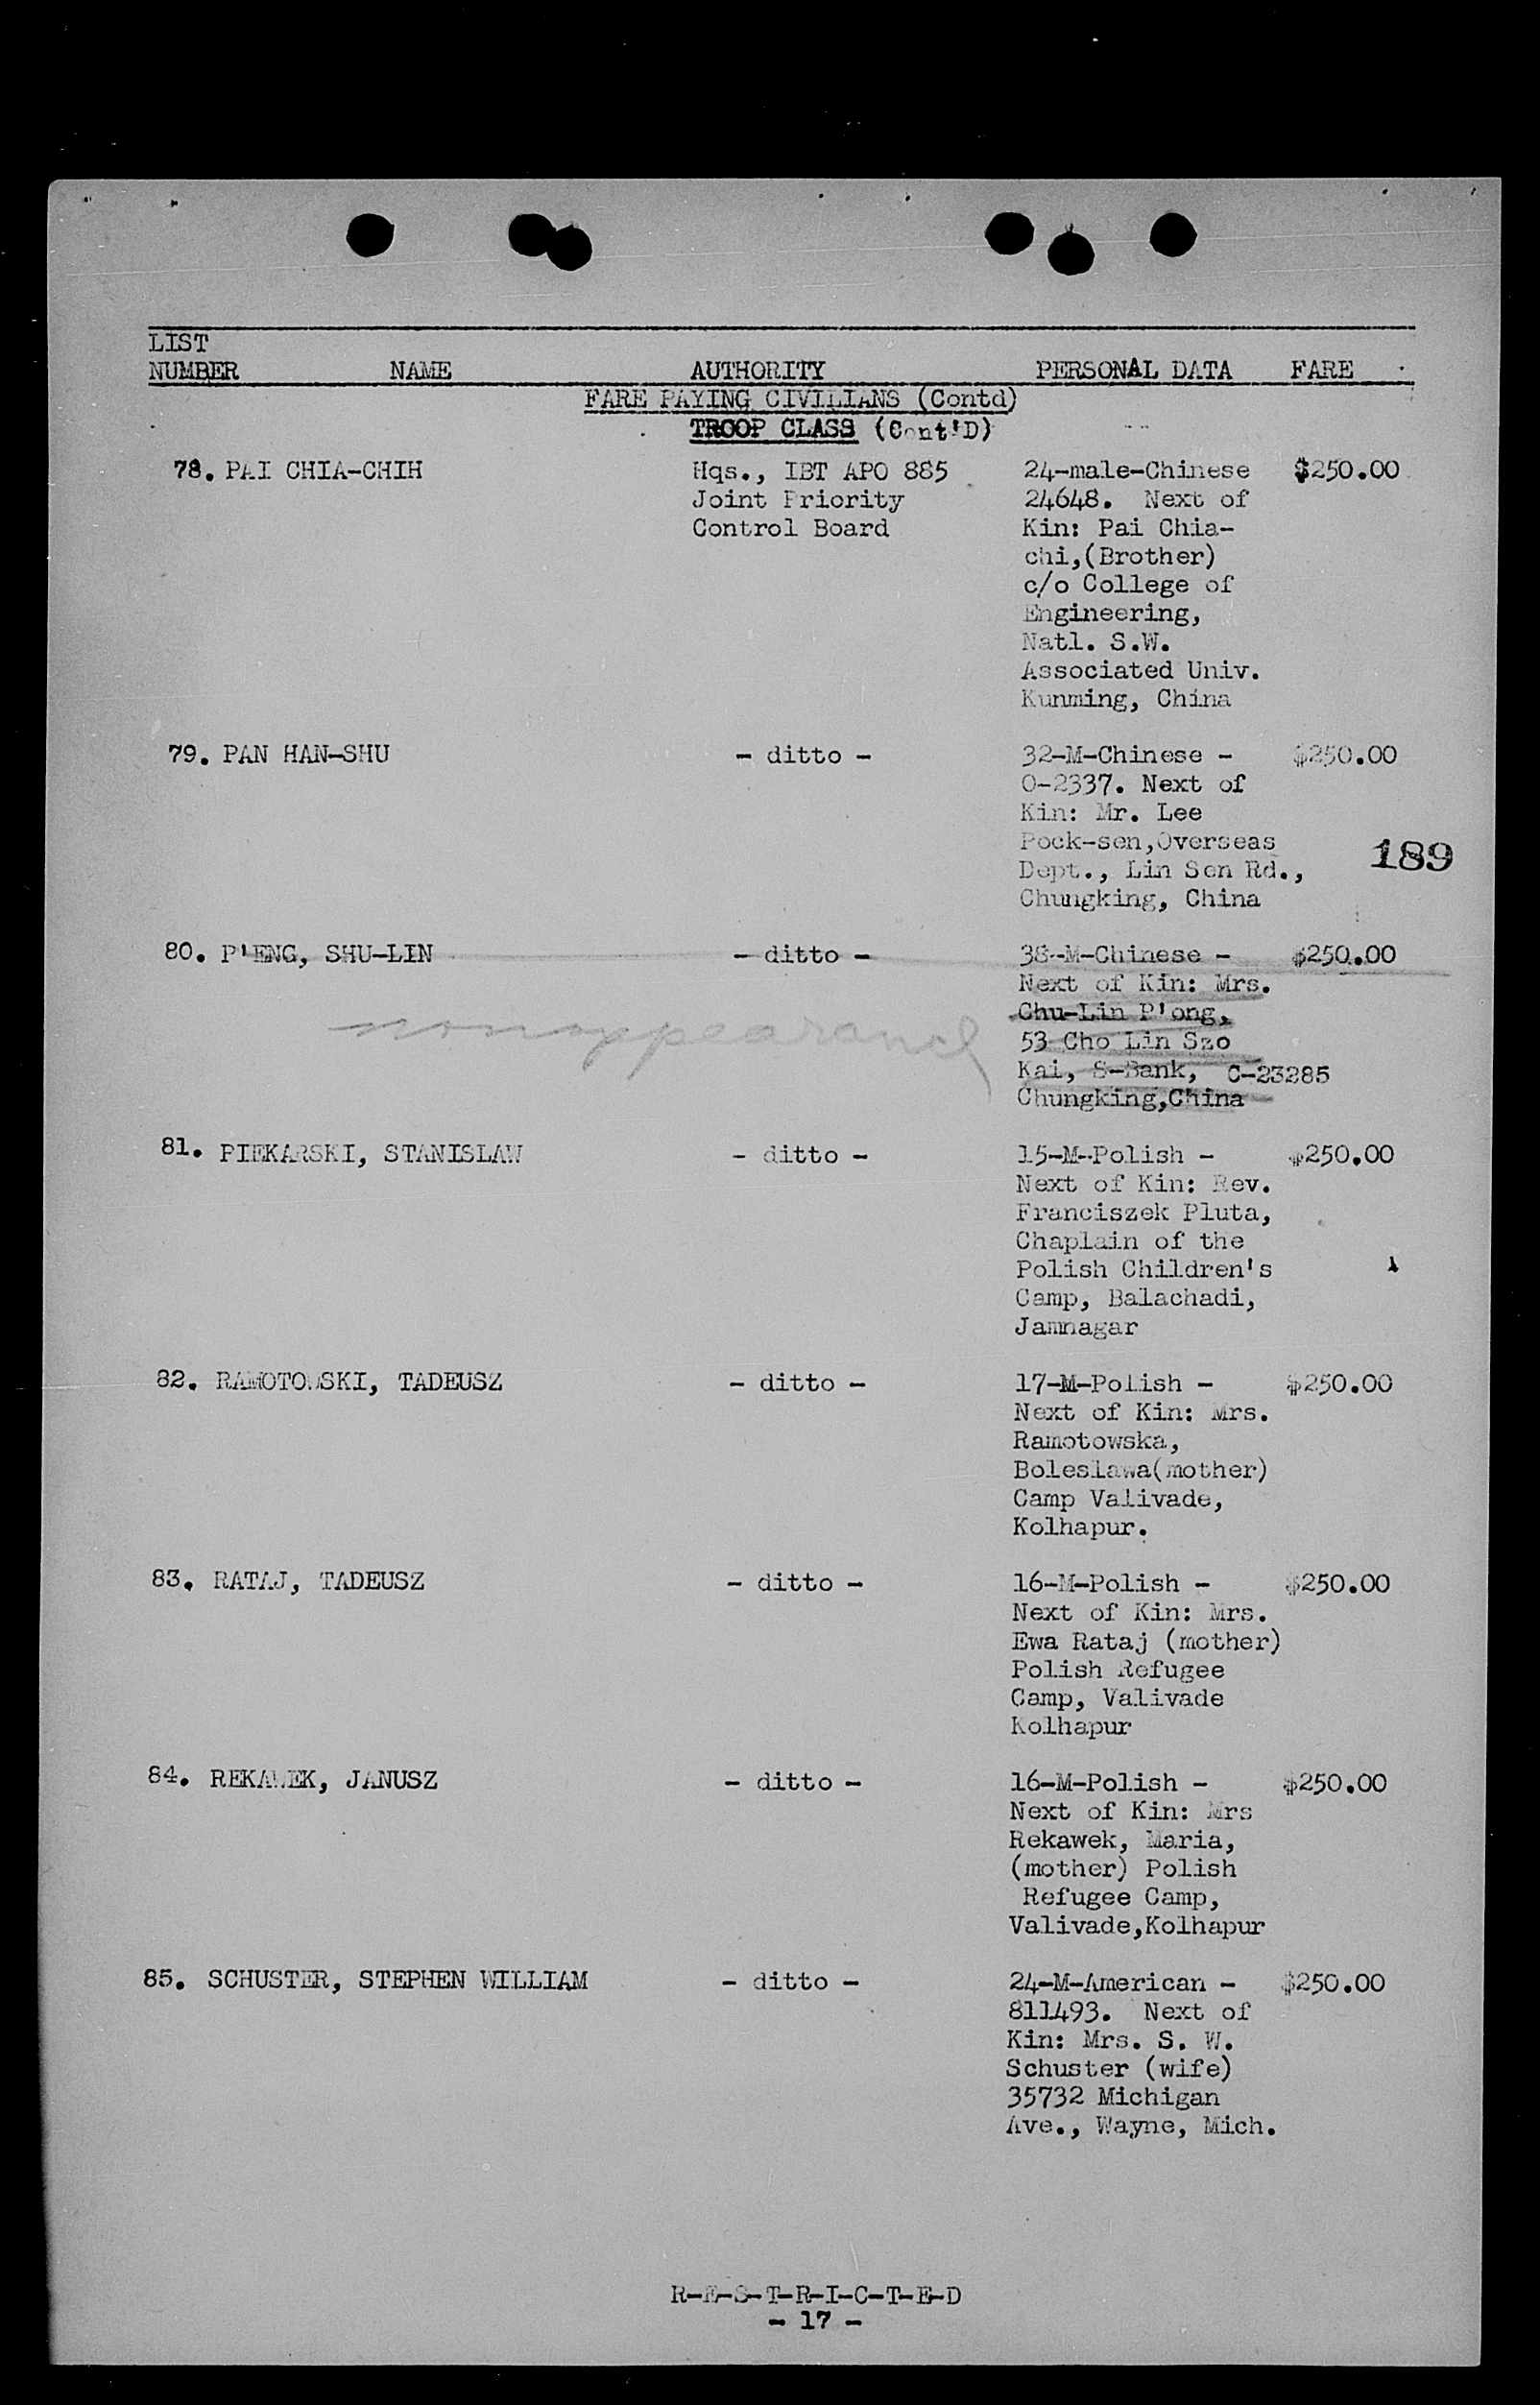 LIST
NUMBER NAME AUTHORITY PERSONAL DATA FARE
FARE PAYING CIVILIANS (Contd)
TROOP CLASS (Cont'D)
78. PAI CHIA-CHIH Hqs., IBT APO 885 24-male-Chinese $250.00
Joint Priority 24648. Next of
Control Board Kin: Pai Chia-
chi,(Brother)
c/o College of
Engineering,
Natl. S.W.
Associated Univ.
Kunming, China
79. PAN HAN-SHU - ditto - 32-M-Chinese - $250.00
O-2337. Next of
Kin: Mr. Lee
Pock-sen,Overseas
189
Dept., Lin Sen Rd.,
Chungking, China
80. P'ENG, SHU-LIN - ditto - 38-M-Chinese - $250.00
Next of Kin: Mrs.
Chu-Lin P'ong,
nonappearance
53 Cho Lin Szo
Kai, S-Bank, C-23285
Chungking,China
81. PIEKARSKI, STANISLAW - ditto - 15-M-Polish - $250.00
Next of Kin: Rev.
Franciszek Pluta,
Chaplain of the
Polish Children's
Camp, Balachadi,
Jamnagar
82. RAMOTOWSKI, TADEUSZ - ditto - 17-M-Polish - $250.00
Next of Kin: Mrs.
Ramotowska,
Boleslawa(mother)
Camp Valivade,
Kolhapur.
83. RATAJ, TADEUSZ - ditto - 16-M-Polish - $250.00
Next of Kin: Mrs.
Ewa Rataj (mother)
Polish Refugee
Camp, Valivade
Kolhapur
84. REKAWEK, JANUSZ - ditto - 16-M-Polish - $250.00
Next of Kin: Mrs
Rekawek, Maria,
(mother) Polish
Refugee Camp,
Valivade,Kolhapur
85. SCHUSTER, STEPHEN WILLIAM - ditto - 24-M-American - $250.00
811493. Next of
Kin: Mrs. S. W.
Schuster (wife)
35732 Michigan
Ave., Wayne, Mich.
R-E-S-T-R-I-C-T-E-D
- 17 -